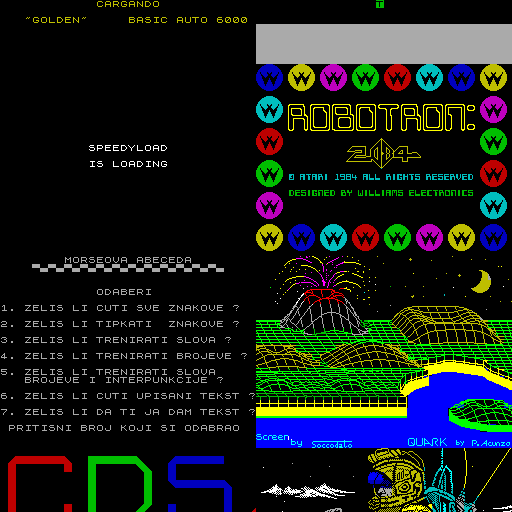 CARGANDO
"GOLDEN" BASIC AUTO 6000
SPEEDYLOAD
IS LOADING
T
ROBOTRON:
2084
© ATARI 1984 ALL RIGHTS RESERVED
DESIGNED BY WILLIAMS ELECTRONICS
MORSEOVA ABECEDA
ODABERI
1. ZELIS LI CUTI SVE ZNAKOVE ?
2. ZELIS LI TIPKATI ZNAKOVE ?
3. ZELIS LI TRENIRATI SLOVA ?
4. ZELIS LI TRENIRATI BROJEVE ?
5. ZELIS LI TRENIRATI SLOVA
BROJEVE I INTERPUNKCIJE ?
6. ZELIS LI CUTI UPISANI TEKST ?
7. ZELIS LI DA TI JA DAM TEKST ?
PRITISNI BROJ KOJI SI ODABRAO
Screen by Soccodalo
QUARK by P.Acunzo
CDS